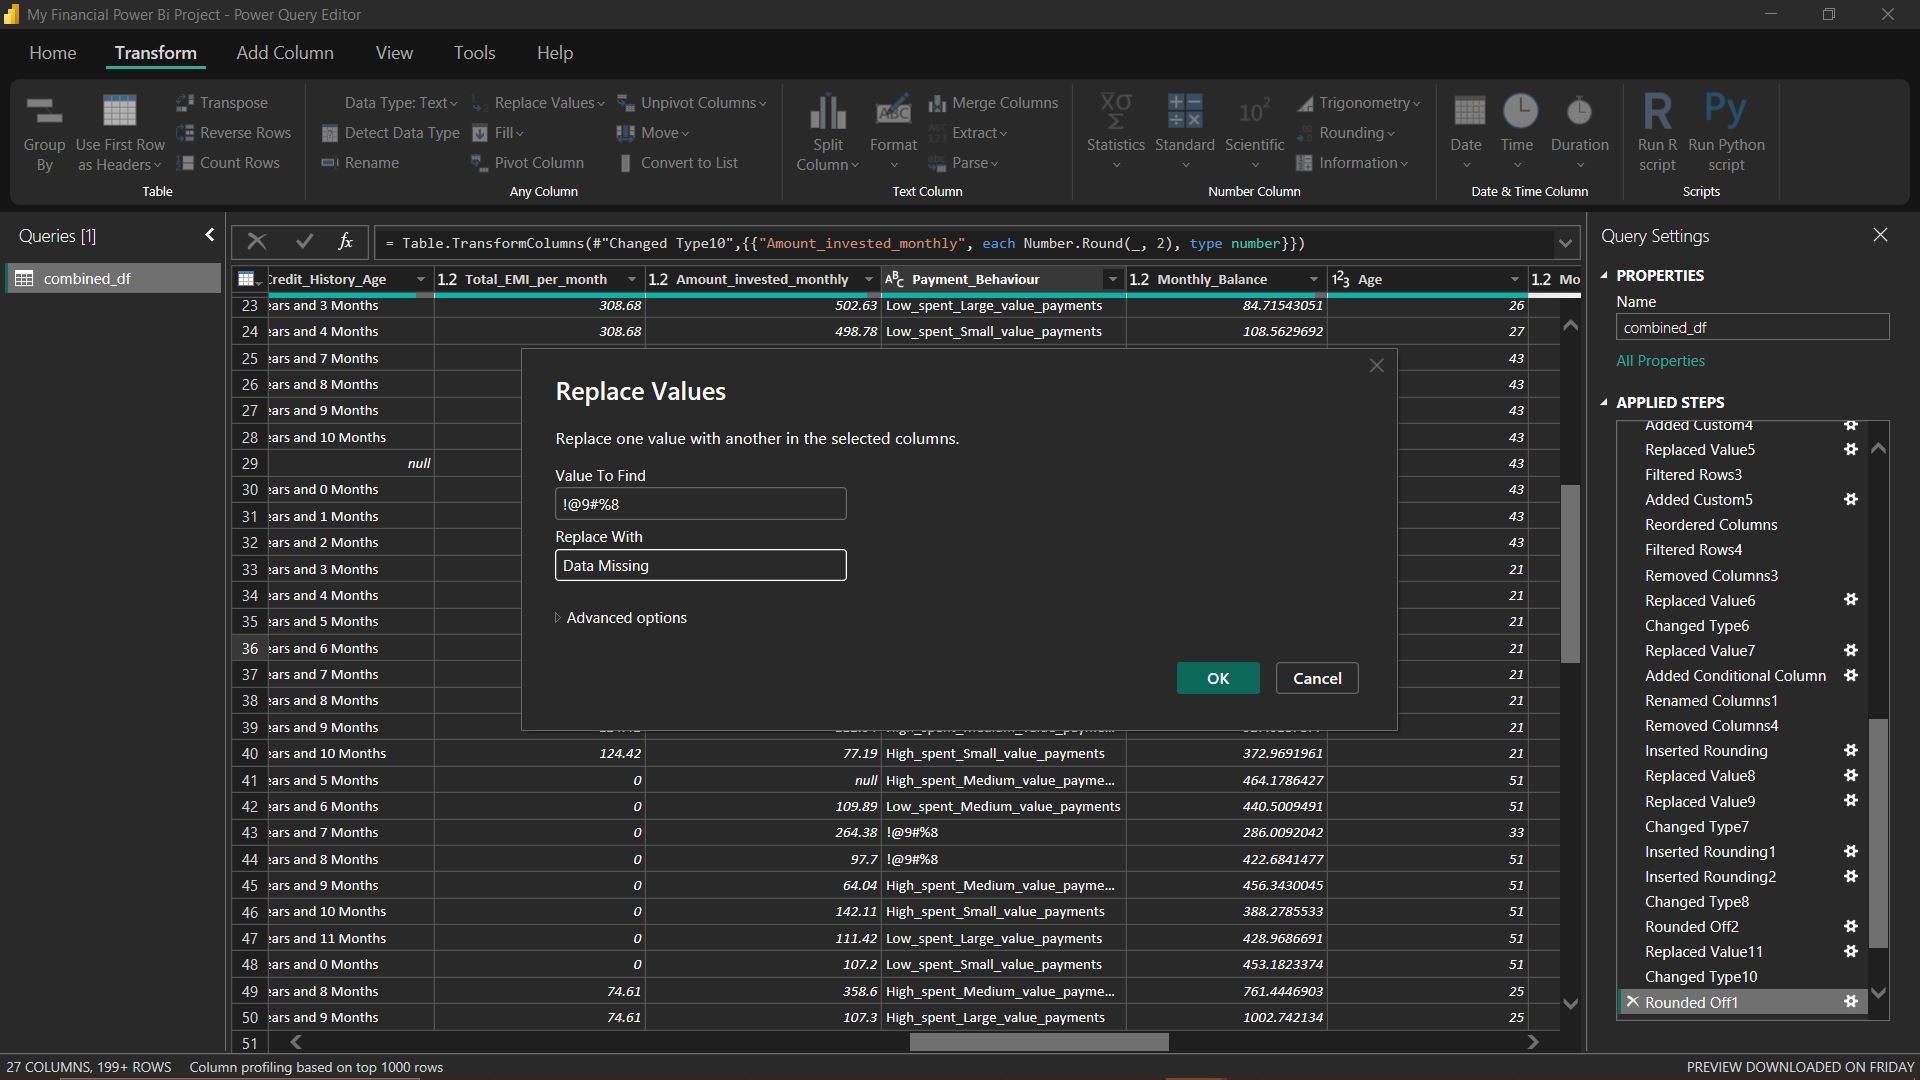 My Financial Power Bi Project - Power Query Editor
Home Transform Add Column View Tools Help
Group By
Use First Row as Headers
Transpose
Reverse Rows
Count Rows
Table
Data Type: Text
Detect Data Type
Rename
Replace Values
Fill
Pivot Column
Unpivot Columns
Move
Convert to List
Any Column
Split Column
Format
Merge Columns
Extract
Parse
Text Column
Statistics
Standard
Scientific
Trigonometry
Rounding
Information
Number Column
Date
Time
Duration
Date & Time Column
Run R script
Run Python script
Scripts
Queries [1]
combined_df
fx = Table.TransformColumns(#"Changed Type10",{{"Amount_invested_monthly", each Number.Round(_, 2), type number}})
Credit_History_Age 1.2 Total_EMI_per_month 1.2 Amount_invested_monthly ABC Payment_Behaviour 1.2 Monthly_Balance 123 Age 1.2 Mo
23 ears and 3 Months 308.68 502.63 Low_spent_Large_value_payments 84.71543051 26
24 ears and 4 Months 308.68 498.78 Low_spent_Small_value_payments 108.5629692 27
25 ears and 7 Months 43
26 ears and 8 Months 43
27 ears and 9 Months 43
28 ears and 10 Months 43
29 null 43
30 ears and 0 Months 43
31 ears and 1 Months 43
32 ears and 2 Months 43
33 ears and 3 Months 21
34 ears and 4 Months 21
35 ears and 5 Months 21
36 ears and 6 Months 21
37 ears and 7 Months 21
38 ears and 8 Months 21
39 ears and 9 Months 21
40 ears and 10 Months 124.42 77.19 High_spent_Small_value_payments 372.9691961 21
41 ears and 5 Months 0 null High_spent_Medium_value_payme... 464.1786427 51
42 ears and 6 Months 0 109.89 Low_spent_Medium_value_payments 440.5009491 51
43 ears and 7 Months 0 264.38 !@9#%8 286.0092042 33
44 ears and 8 Months 0 97.7 !@9#%8 422.6841477 51
45 ears and 9 Months 0 64.04 High_spent_Medium_value_payme... 456.3430045 51
46 ears and 10 Months 0 142.11 High_spent_Small_value_payments 388.2785533 51
47 ears and 11 Months 0 111.42 Low_spent_Large_value_payments 428.9686691 51
48 ears and 0 Months 0 107.2 Low_spent_Small_value_payments 453.1823374 51
49 ears and 8 Months 74.61 358.6 High_spent_Medium_value_payme... 761.4446903 25
50 ears and 9 Months 74.61 107.3 High_spent_Large_value_payments 1002.742134 25
51
Replace Values
Replace one value with another in the selected columns.
Value To Find
!@9#%8
Replace With
Data Missing
Advanced options
OK Cancel
Query Settings
PROPERTIES
Name
combined_df
All Properties
APPLIED STEPS
Added Custom4
Replaced Value5
Filtered Rows3
Added Custom5
Reordered Columns
Filtered Rows4
Removed Columns3
Replaced Value6
Changed Type6
Replaced Value7
Added Conditional Column
Renamed Columns1
Removed Columns4
Inserted Rounding
Replaced Value8
Replaced Value9
Changed Type7
Inserted Rounding1
Inserted Rounding2
Changed Type8
Rounded Off2
Replaced Value11
Changed Type10
Rounded Off1
27 COLUMNS, 199+ ROWS Column profiling based on top 1000 rows
PREVIEW DOWNLOADED ON FRIDAY